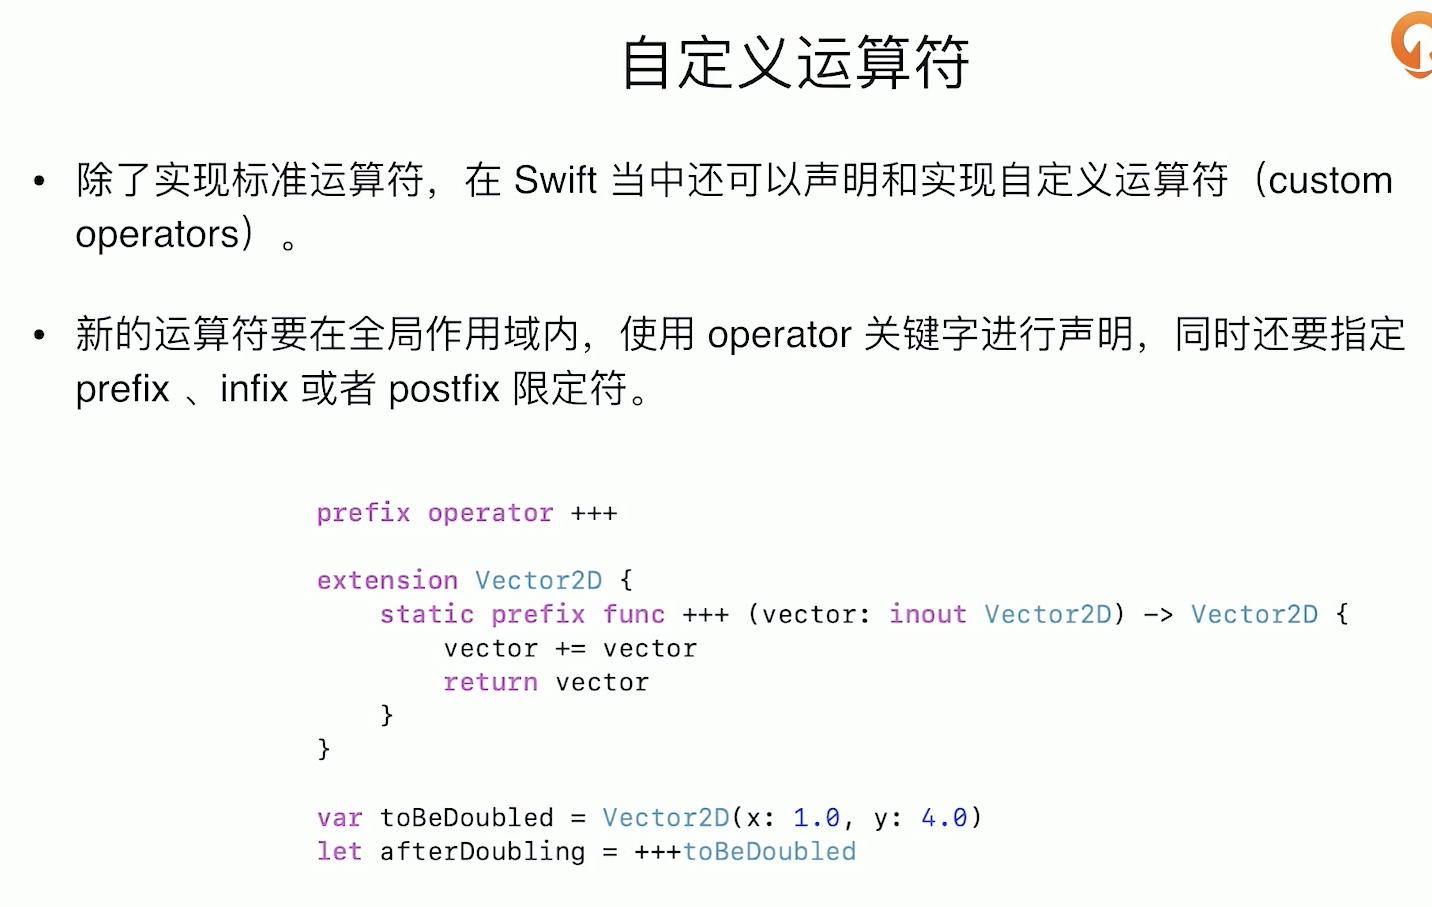 自定义运算符
• 除了实现标准运算符，在 Swift 当中还可以声明和实现自定义运算符（custom
operators）。
• 新的运算符要在全局作用域内，使用 operator 关键字进行声明，同时还要指定
prefix 、infix 或者 postfix 限定符。
prefix operator +++
extension Vector2D {
    static prefix func +++ (vector: inout Vector2D) -> Vector2D {
        vector += vector
        return vector
    }
}
var toBeDoubled = Vector2D(x: 1.0, y: 4.0)
let afterDoubling = +++toBeDoubled